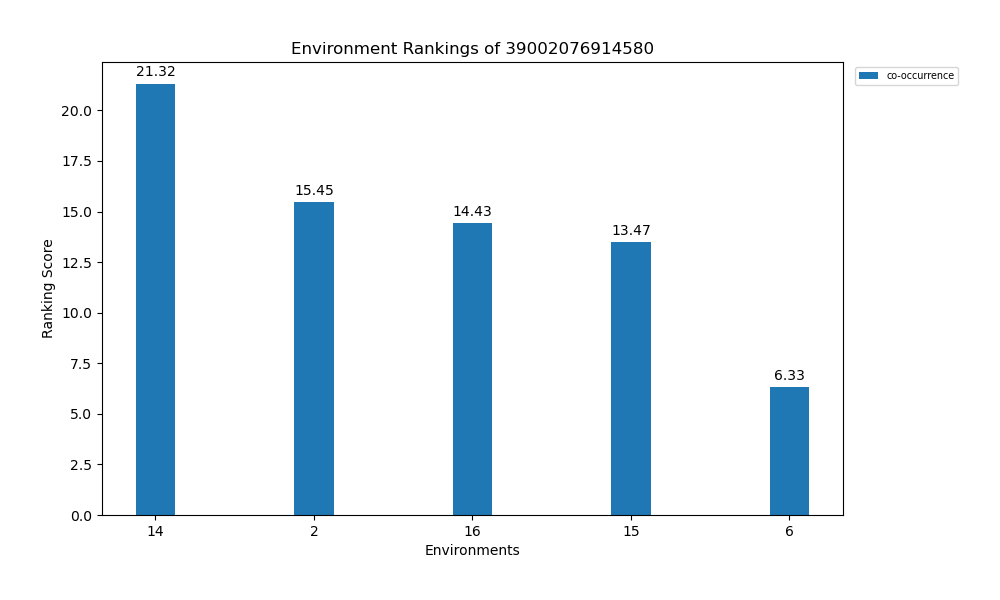 Environment Rankings of 39002076914580
co-occurrence
21.32
15.45
14.43
13.47
6.33
20.0
17.5
15.0
12.5
10.0
7.5
5.0
2.5
0.0
Ranking Score
14 2 16 15 6
Environments